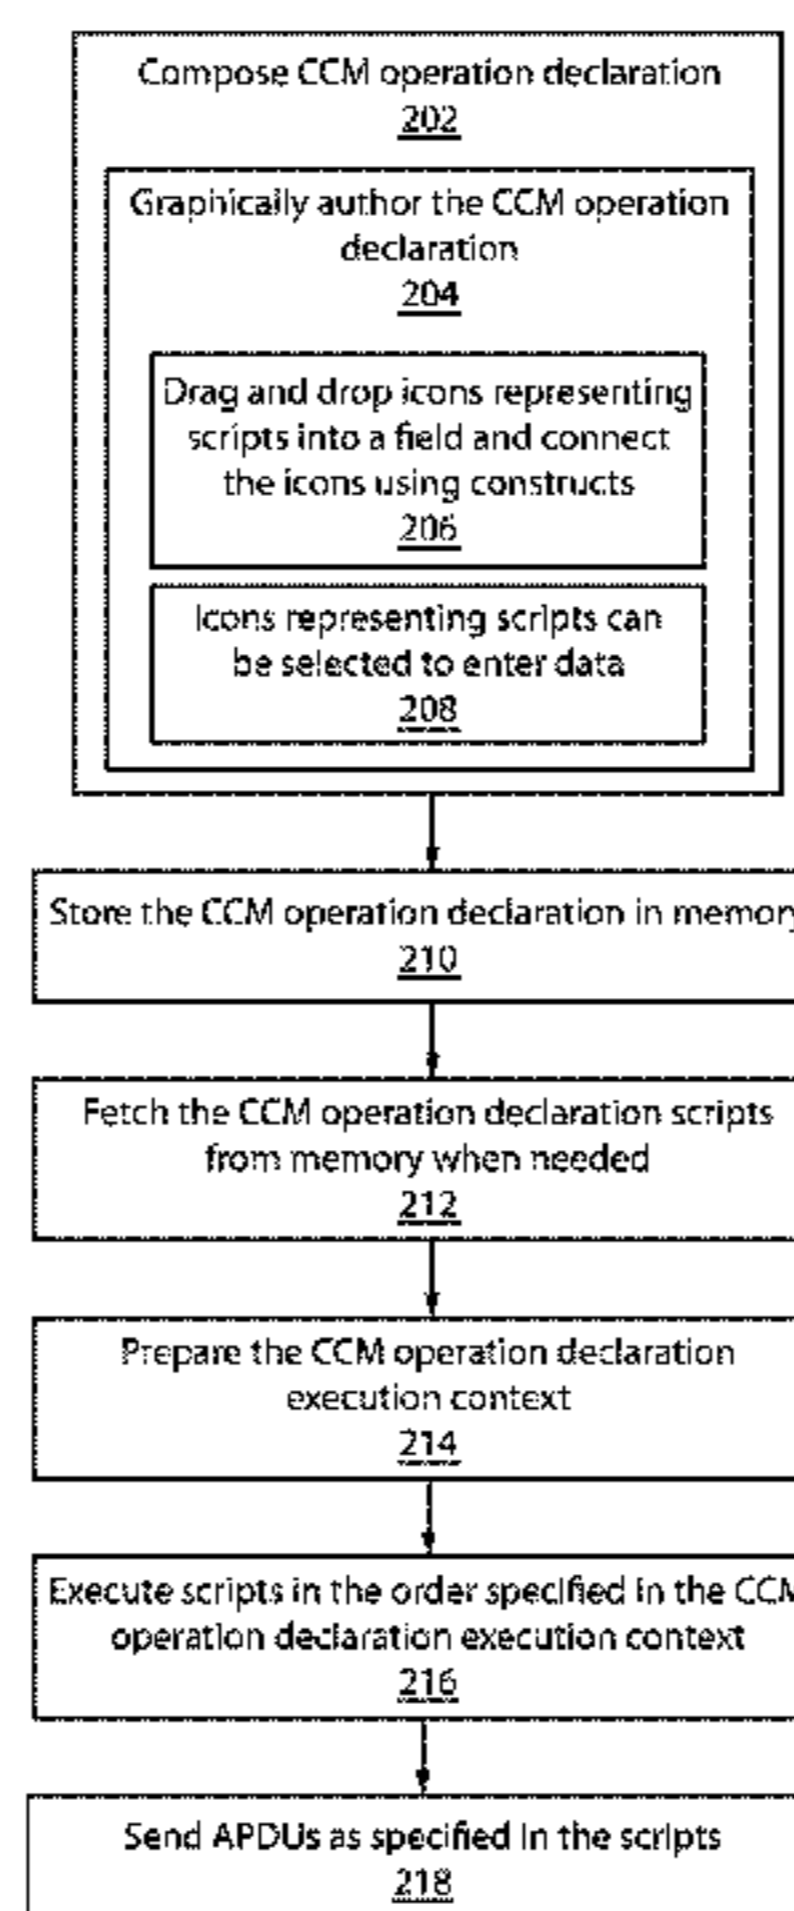 Compose CCM operation declaration
202
Graphically author the CCM operation
declaration
204
Drag and drop icons representing
scripts into a field and connect
the icons using constructs
206
Icons representing scripts can
be selected to enter data
208
Store the CCM operation declaration in memory
210
Fetch the CCM operation declaration scripts
from memory when needed
212
Prepare the CCM operation declaration
execution context
214
Execute scripts in the order specified in the CCM
operation declaration execution context
216
Send APDUs as specified in the scripts
218